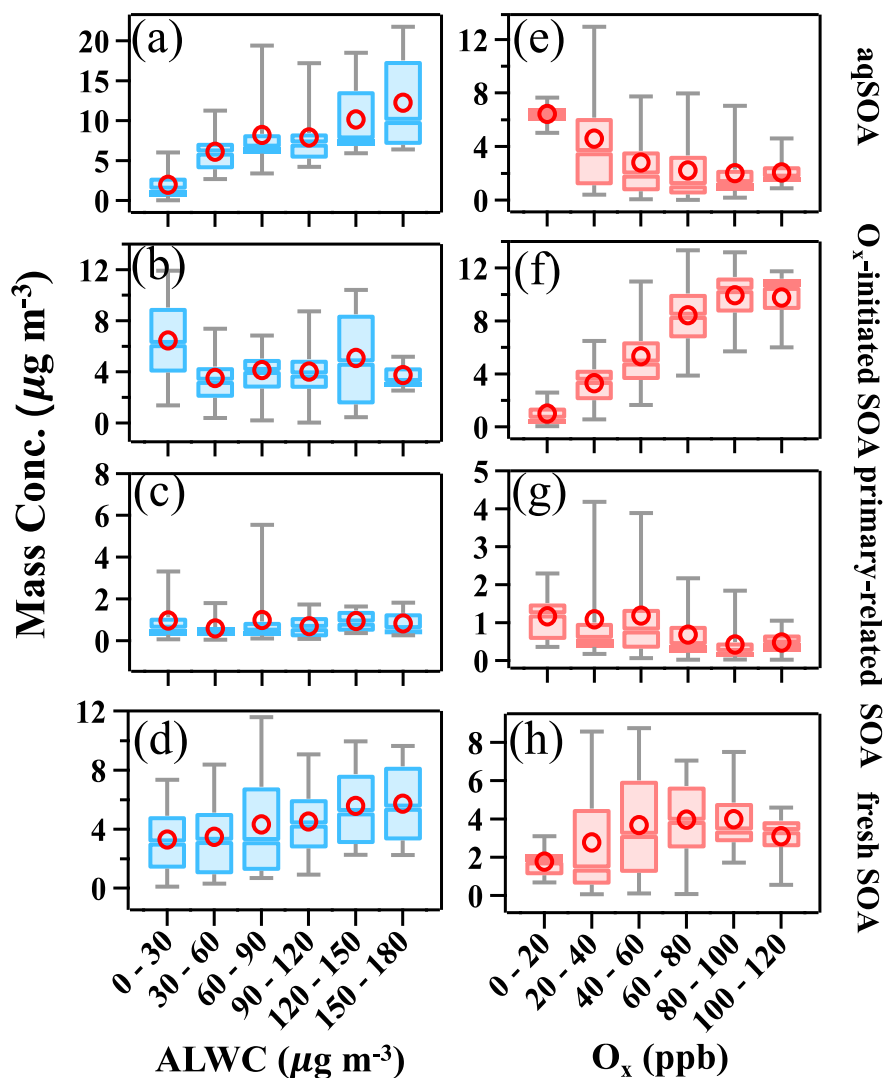 (a)
20
15
10
5
0
(e)
12
8
4
0
aqSOA
(b)
12
8
4
0
(f)
12
8
4
0
Oₓ-initiated SOA
(c)
8
6
4
2
0
(g)
5
4
3
2
1
0
primary-related SOA
(d)
12
8
4
0
(h)
8
6
4
2
0
fresh SOA
Mass Conc. (μg m⁻³)
0 - 30
30 - 60
60 - 90
90 - 120
120 - 150
150 - 180
ALWC (μg m⁻³)
0 - 20
20 - 40
40 - 60
60 - 80
80 - 100
100 - 120
Oₓ (ppb)